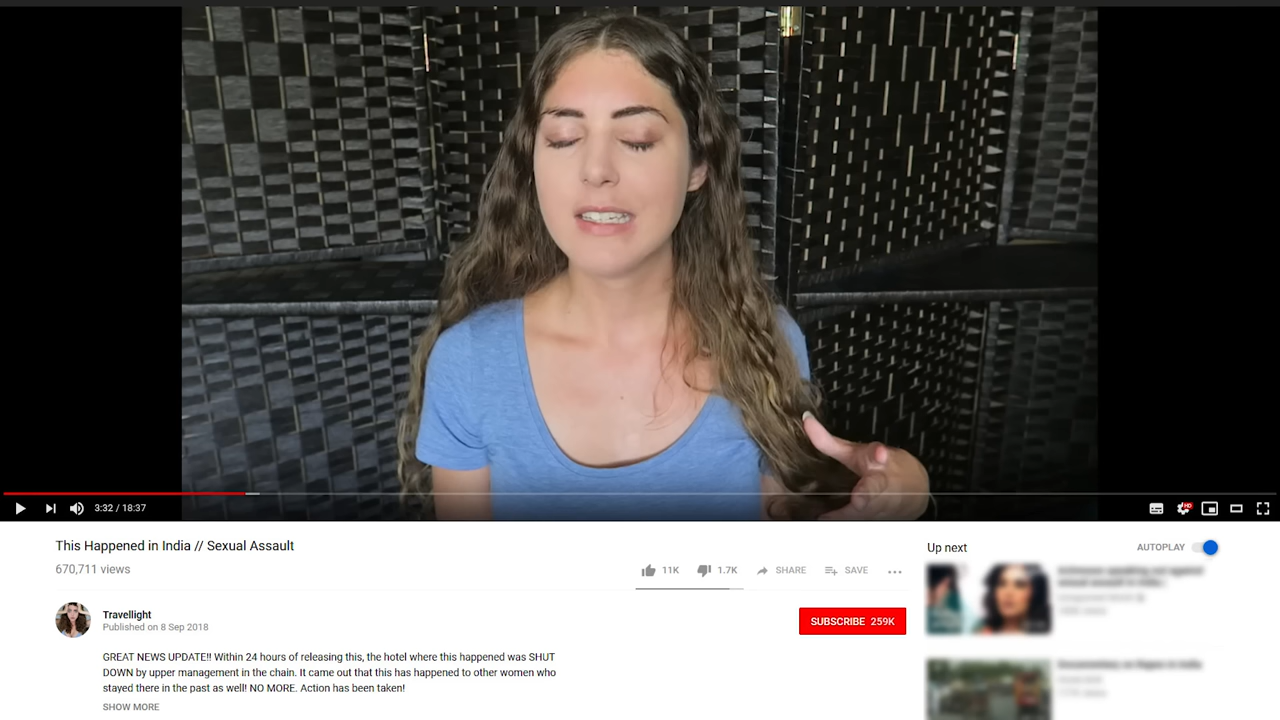 3:32 / 18:37
HD
This Happened in India // Sexual Assault
670,711 views
11K
1.7K
SHARE
SAVE
Travellight
Published on 8 Sep 2018
SUBSCRIBE 259K
GREAT NEWS UPDATE!! Within 24 hours of releasing this, the hotel where this happened was SHUT
DOWN by upper management in the chain. It came out that this has happened to other women who
stayed there in the past as well! NO MORE. Action has been taken!
SHOW MORE
Up next
AUTOPLAY